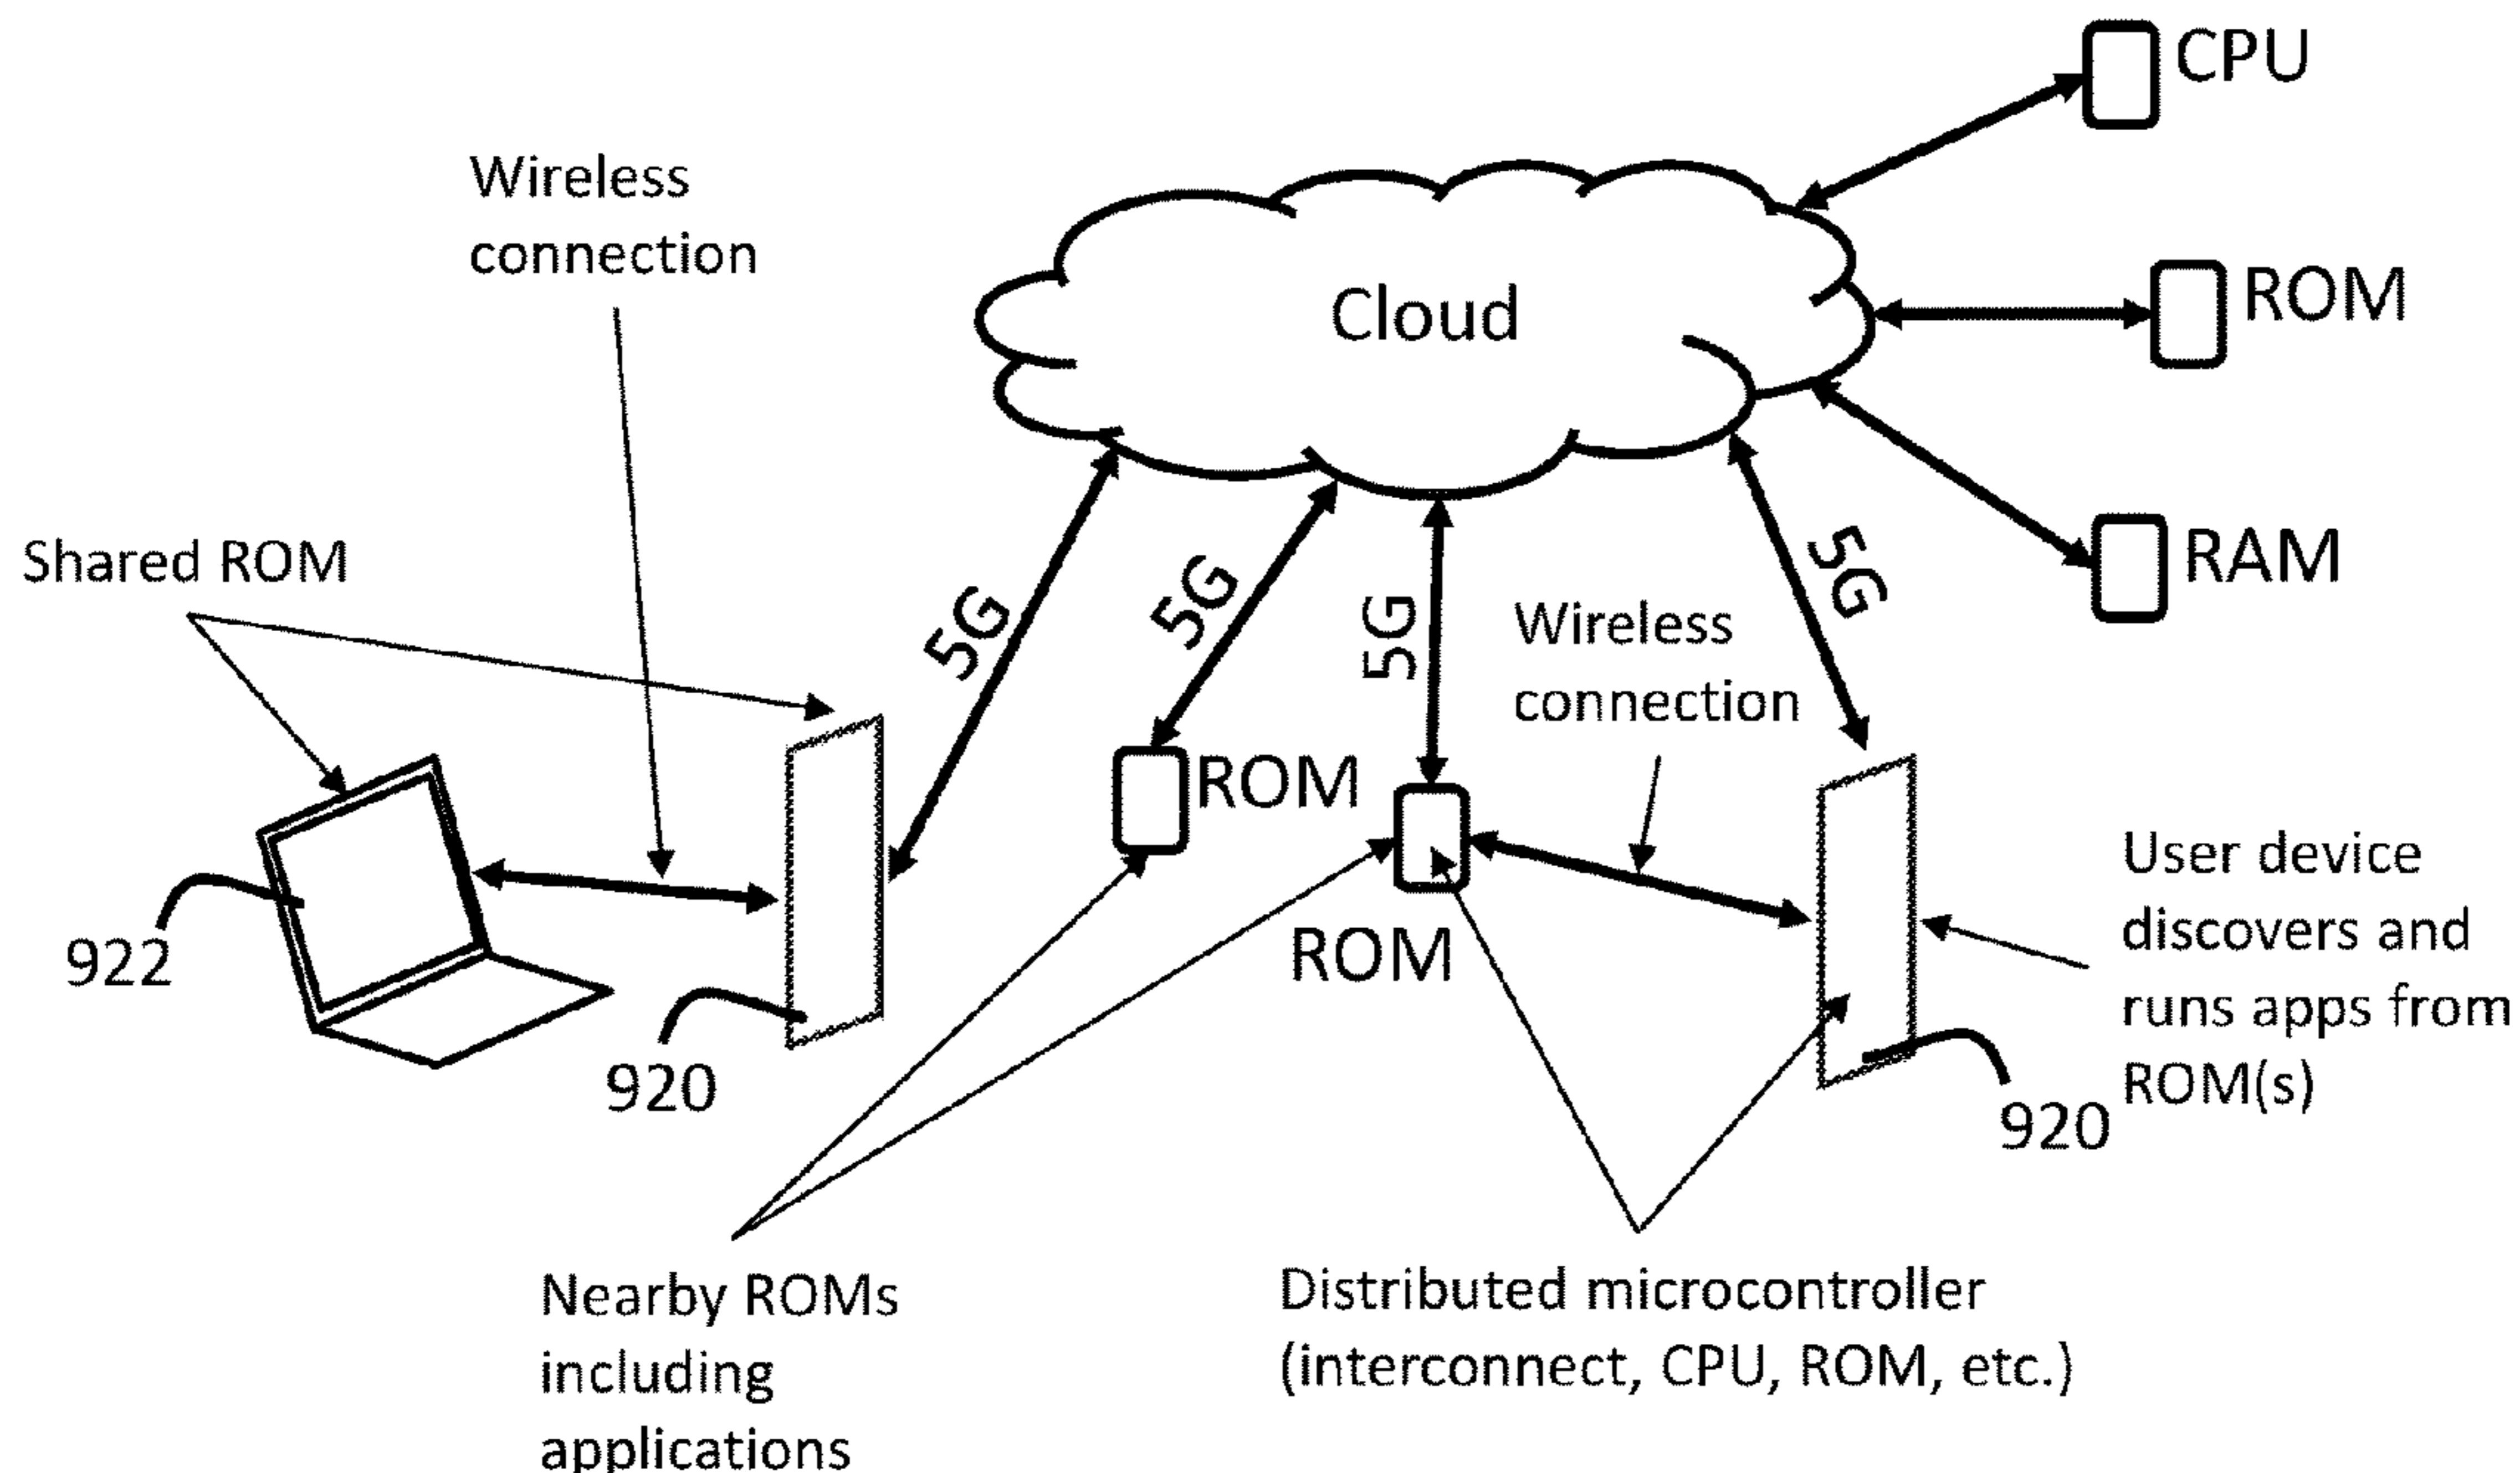 CPU
Wireless
connection
ROM
Cloud
Shared ROM
5G
5G
5G
5G
RAM
Wireless
connection
ROM
ROM
User device
discovers and
runs apps from
ROM(s)
922
920
920
Nearby ROMs
including
applications
Distributed microcontroller
(interconnect, CPU, ROM, etc.)